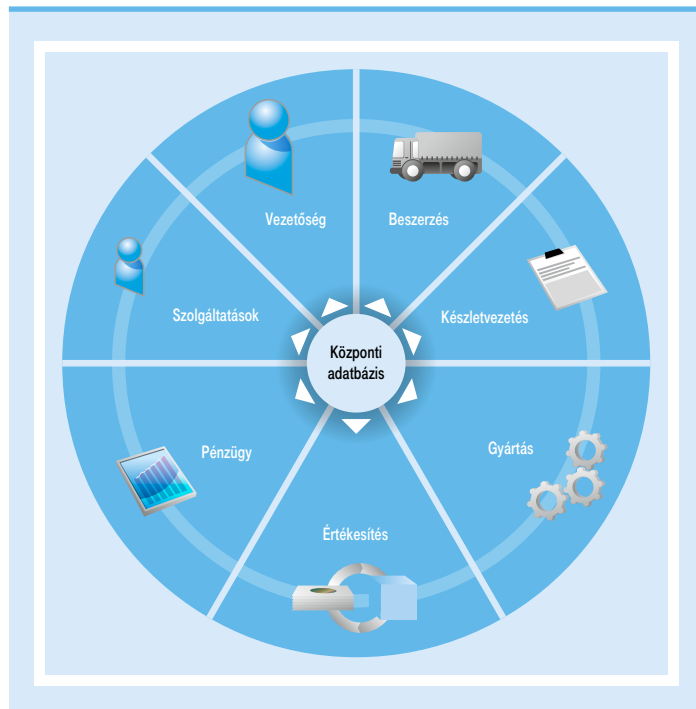 Vezetőség
Beszerzés
Szolgáltatások
Készletvezetés
Központi
adatbázis
Pénzügy
Gyártás
Értékesítés